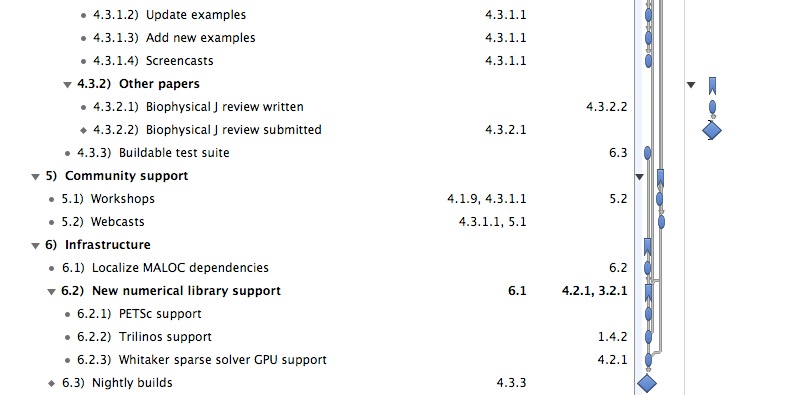 4.3.1.2) Update examples 4.3.1.1
4.3.1.3) Add new examples 4.3.1.1
4.3.1.4) Screencasts 4.3.1.1
4.3.2) Other papers
4.3.2.1) Biophysical J review written 4.3.2.2
4.3.2.2) Biophysical J review submitted 4.3.2.1
4.3.3) Buildable test suite 6.3
5) Community support
5.1) Workshops 4.1.9, 4.3.1.1 5.2
5.2) Webcasts 4.3.1.1, 5.1
6) Infrastructure
6.1) Localize MALOC dependencies 6.2
6.2) New numerical library support 6.1 4.2.1, 3.2.1
6.2.1) PETSc support
6.2.2) Trilinos support 1.4.2
6.2.3) Whitaker sparse solver GPU support 4.2.1
6.3) Nightly builds 4.3.3